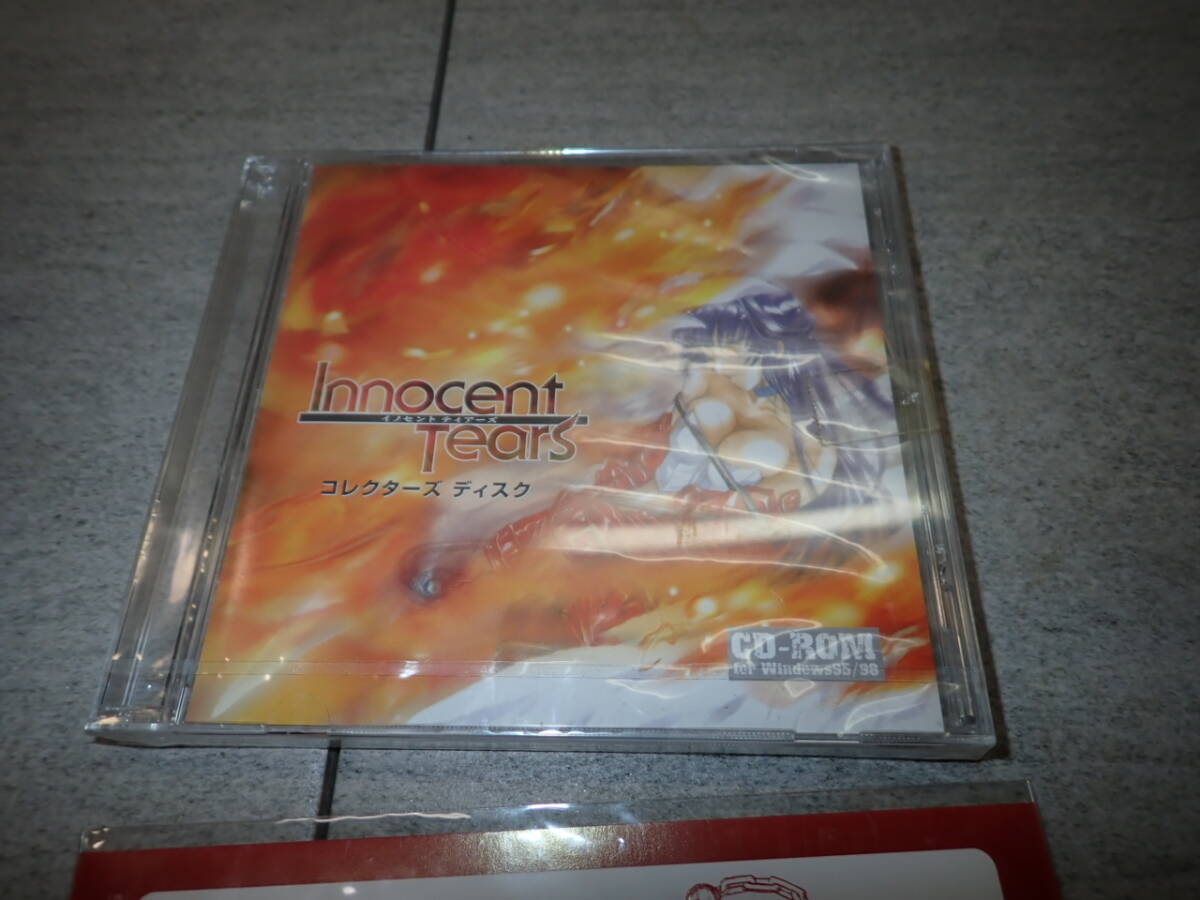 Innocent
イノセント ティアーズ
Tears
コレクターズ ディスク
CD-ROM
for Windows95/98